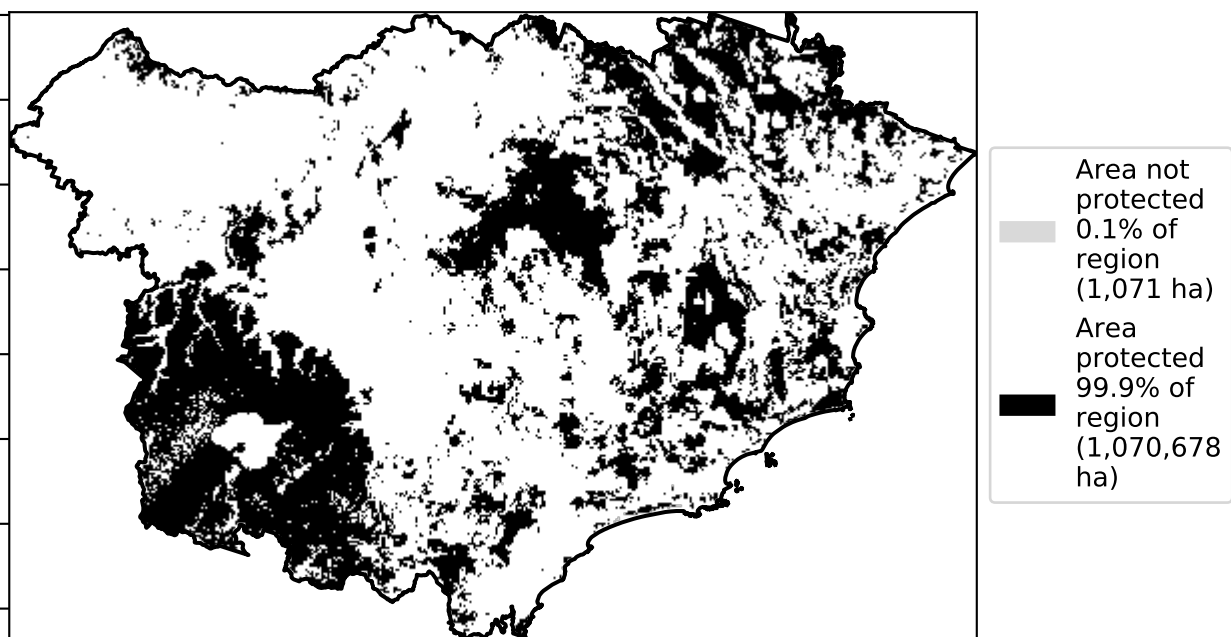 Area not
protected
0.1% of
region
(1,071 ha)
Area
protected
99.9% of
region
(1,070,678
ha)